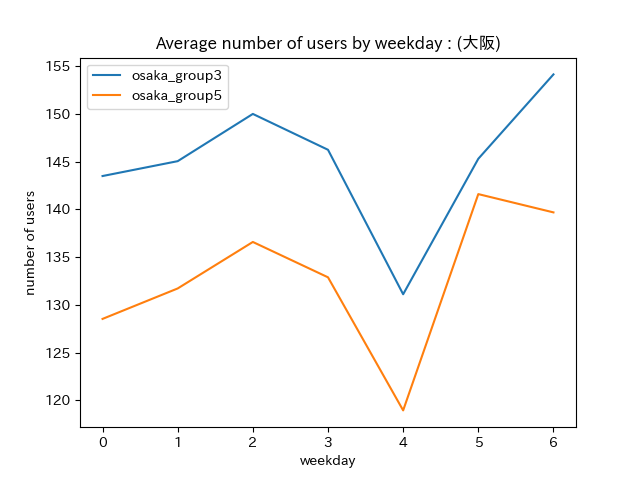 Average number of users by weekday : (大阪)
osaka_group3
osaka_group5
number of users
155
150
145
140
135
130
125
120
0 1 2 3 4 5 6
weekday